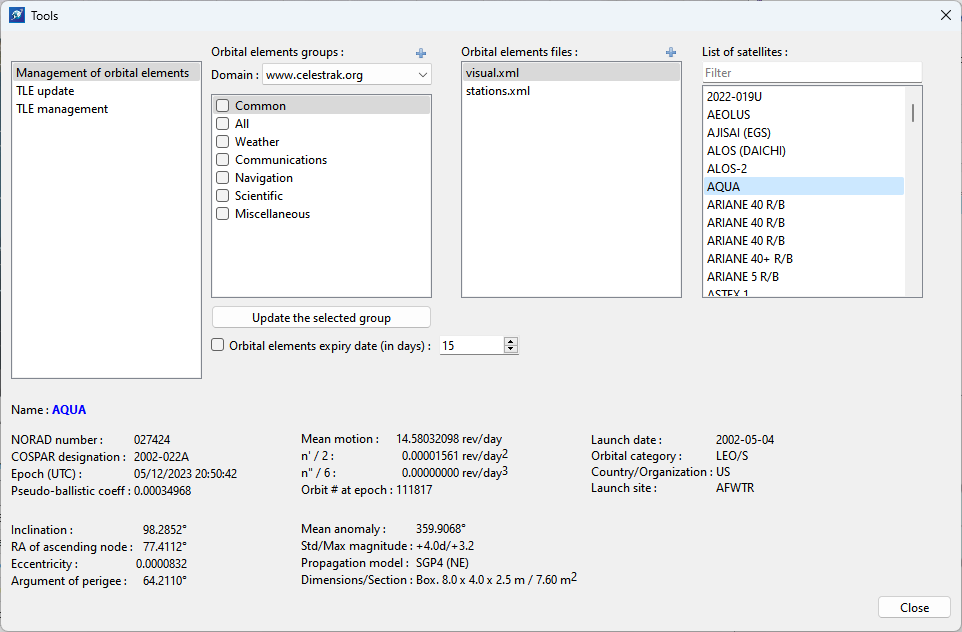 Tools
Management of orbital elements
TLE update
TLE management
Orbital elements groups :
Domain : www.celestrak.org
Common
All
Weather
Communications
Navigation
Scientific
Miscellaneous
Update the selected group
Orbital elements expiry date (in days) : 15
Orbital elements files :
visual.xml
stations.xml
List of satellites :
Filter
2022-019U
AEOLUS
AJISAI (EGS)
ALOS (DAICHI)
ALOS-2
AQUA
ARIANE 40 R/B
ARIANE 40 R/B
ARIANE 40 R/B
ARIANE 40+ R/B
ARIANE 5 R/B
ASTEX 1
Name : AQUA
NORAD number : 027424
COSPAR designation : 2002-022A
Epoch (UTC) : 05/12/2023 20:50:42
Pseudo-ballistic coeff : 0.00034968
Mean motion : 14.58032098 rev/day
n' / 2 : 0.00001561 rev/day2
n" / 6 : 0.00000000 rev/day3
Orbit # at epoch : 111817
Launch date : 2002-05-04
Orbital category : LEO/S
Country/Organization : US
Launch site : AFWTR
Inclination : 98.2852°
RA of ascending node : 77.4112°
Eccentricity : 0.0000832
Argument of perigee : 64.2110°
Mean anomaly : 359.9068°
Std/Max magnitude : +4.0d/+3.2
Propagation model : SGP4 (NE)
Dimensions/Section : Box. 8.0 x 4.0 x 2.5 m / 7.60 m2
Close